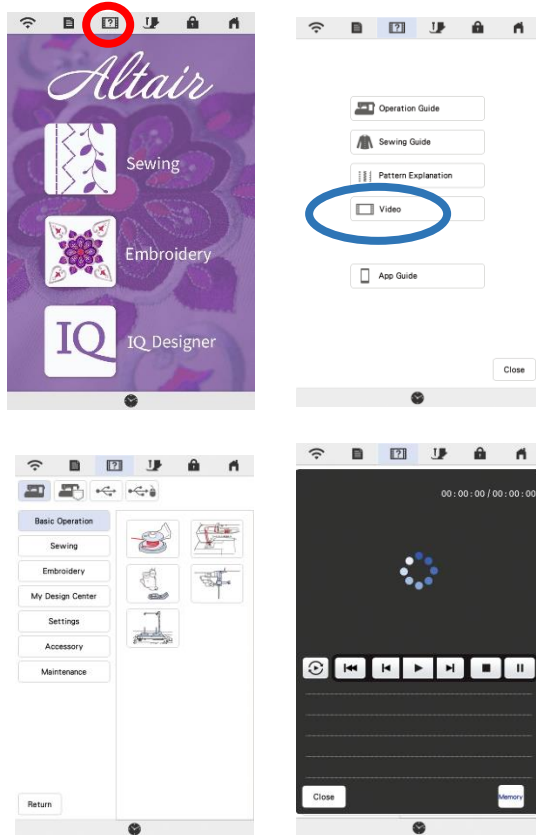 Altair
Sewing
Embroidery
IQ
IQ Designer
Operation Guide
Sewing Guide
Pattern Explanation
Video
App Guide
Close
Basic Operation
Sewing
Embroidery
My Design Center
Settings
Accessory
Maintenance
Return
00:00:00 / 00:00:00
Close
Memory